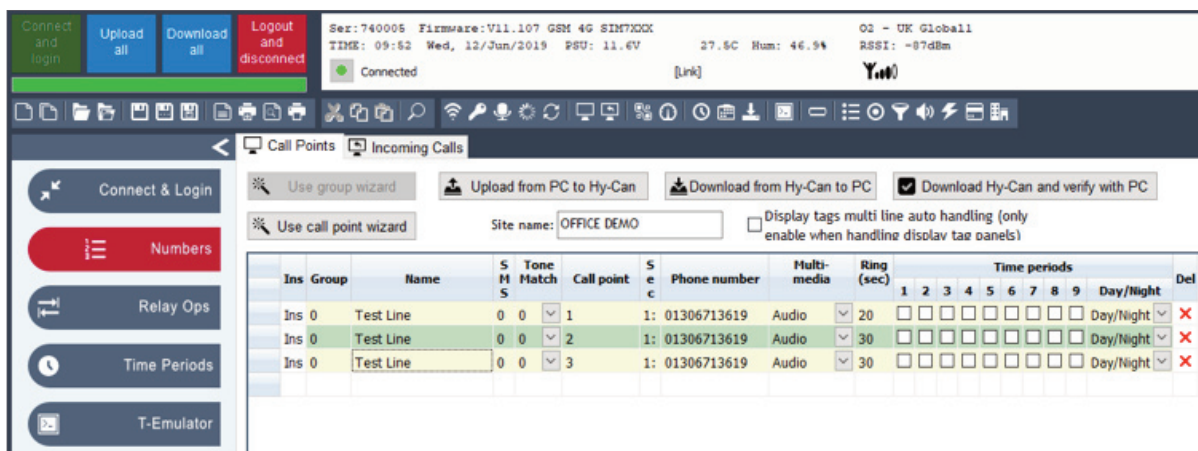 Connect and login
Upload all
Download all
Logout and disconnect
Ser:740005 Firmware:V11.107 GSM 4G SIM7XXX
O2 - UK Global1
TIME: 09:52 Wed, 12/Jun/2019 PSU: 11.6V 27.5C Hum: 46.9%
RSSI: -87dBm
Connected
[Link]
Call Points
Incoming Calls
Connect & Login
Numbers
Relay Ops
Time Periods
T-Emulator
Use group wizard
Upload from PC to Hy-Can
Download from Hy-Can to PC
Download Hy-Can and verify with PC
Use call point wizard
Site name: OFFICE DEMO
Display tags multi line auto handling (only
enable when handling display tag panels)
Ins Group Name SMS Tone Match Call point Sec Phone number Multi-media Ring (sec) Time periods 1 2 3 4 5 6 7 8 9 Day/Night Del
Ins 0 Test Line 0 0 1 1: 01306713619 Audio 20 Day/Night X
Ins 0 Test Line 0 0 2 1: 01306713619 Audio 30 Day/Night X
Ins 0 Test Line 0 0 3 1: 01306713619 Audio 30 Day/Night X